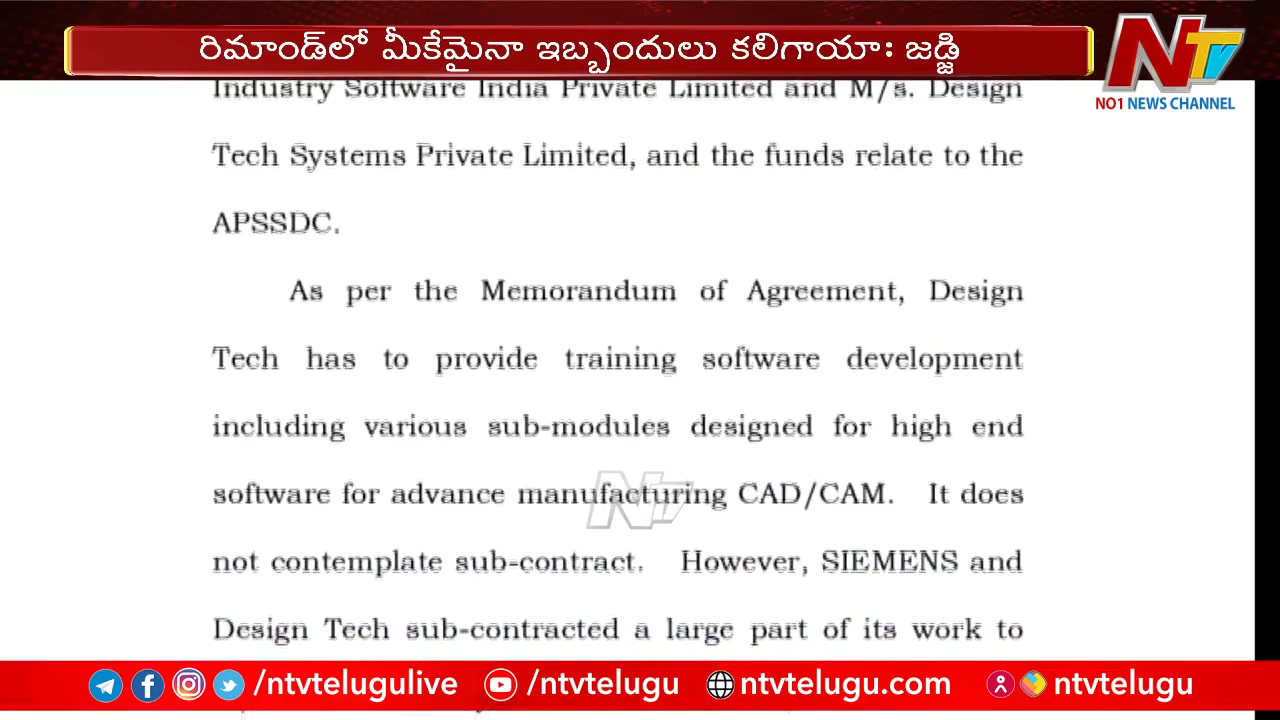 రిమాండ్‌లో మీకేమైనా ఇబ్బందులు కలిగాయా: జడ్జి
NTV
NO1 NEWS CHANNEL
Industry Software India Private Limited and M/s. Design
Tech Systems Private Limited, and the funds relate to the
APSSDC.
As per the Memorandum of Agreement, Design
Tech has to provide training software development
including various sub-modules designed for high end
software for advance manufacturing CAD/CAM. It does
not contemplate sub-contract. However, SIEMENS and
Design Tech sub-contracted a large part of its work to
NTV
/ntvtelugulive /ntvtelugu ntvtelugu.com ntvtelugu